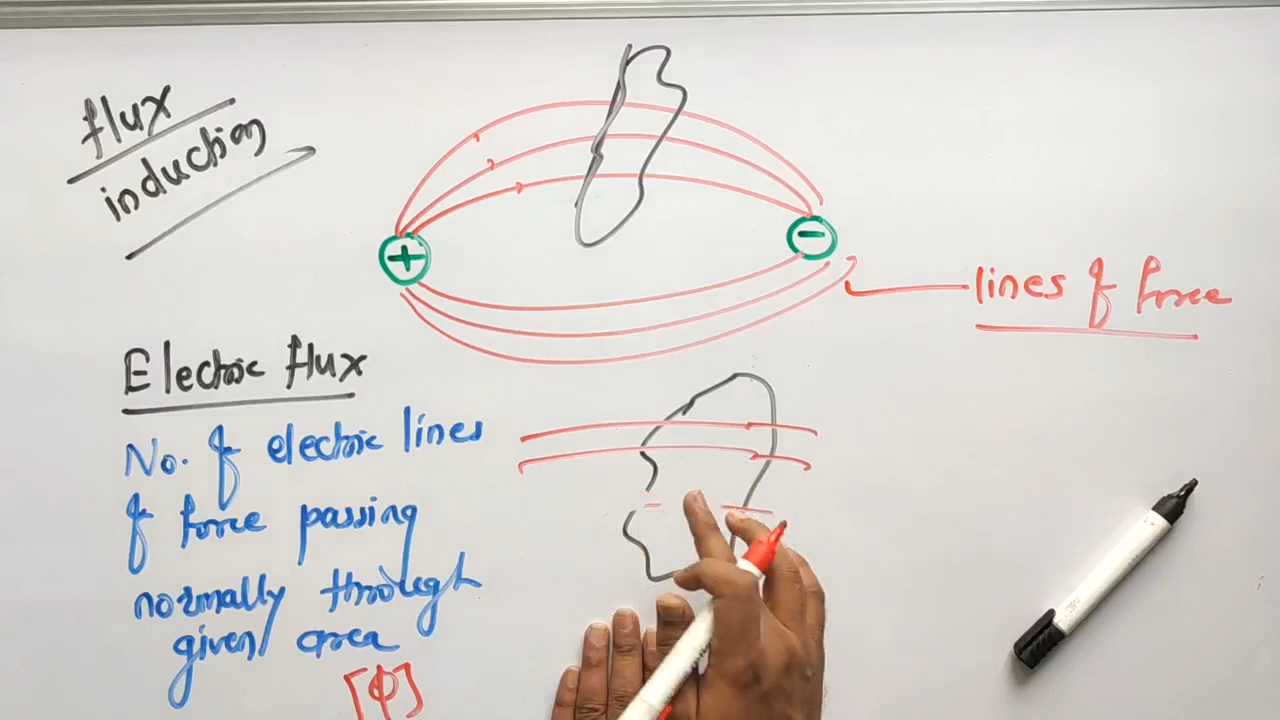 flux
induction
+
-
lines of force
Electric flux
No. of electric lines
of force passing
normally through
given area
[φ]